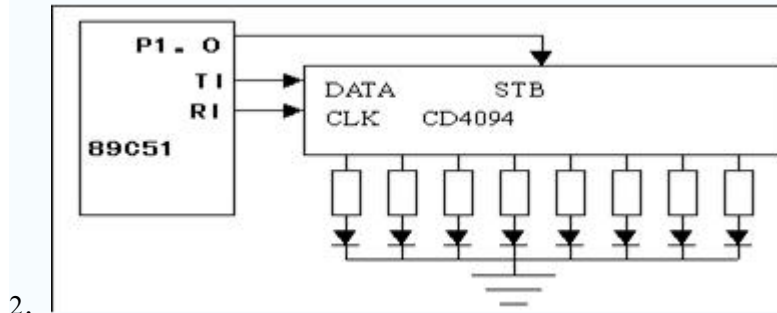 P1. 0
TI
RI
89C51
DATA STB
CLK CD4094
2.